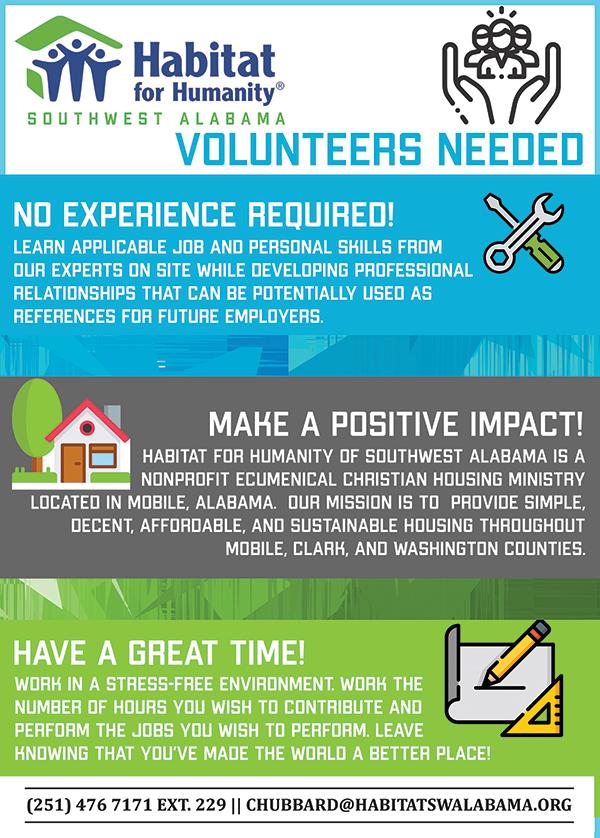 Habitat
for Humanity®
SOUTHWEST ALABAMA
VOLUNTEERS NEEDED
NO EXPERIENCE REQUIRED!
LEARN APPLICABLE JOB AND PERSONAL SKILLS FROM
OUR EXPERTS ON SITE WHILE DEVELOPING PROFESSIONAL
RELATIONSHIPS THAT CAN BE POTENTIALLY USED AS
REFERENCES FOR FUTURE EMPLOYERS.
MAKE A POSITIVE IMPACT!
HABITAT FOR HUMANITY OF SOUTHWEST ALABAMA IS A
NONPROFIT ECUMENICAL CHRISTIAN HOUSING MINISTRY
LOCATED IN MOBILE, ALABAMA. OUR MISSION IS TO PROVIDE SIMPLE,
DECENT, AFFORDABLE, AND SUSTAINABLE HOUSING THROUGHOUT
MOBILE, CLARK, AND WASHINGTON COUNTIES.
HAVE A GREAT TIME!
WORK IN A STRESS-FREE ENVIRONMENT. WORK THE
NUMBER OF HOURS YOU WISH TO CONTRIBUTE AND
PERFORM THE JOBS YOU WISH TO PERFORM. LEAVE
KNOWING THAT YOU'VE MADE THE WORLD A BETTER PLACE!
(251) 476 7171 EXT. 229 || CHUBBARD@HABITATSWALABAMA.ORG